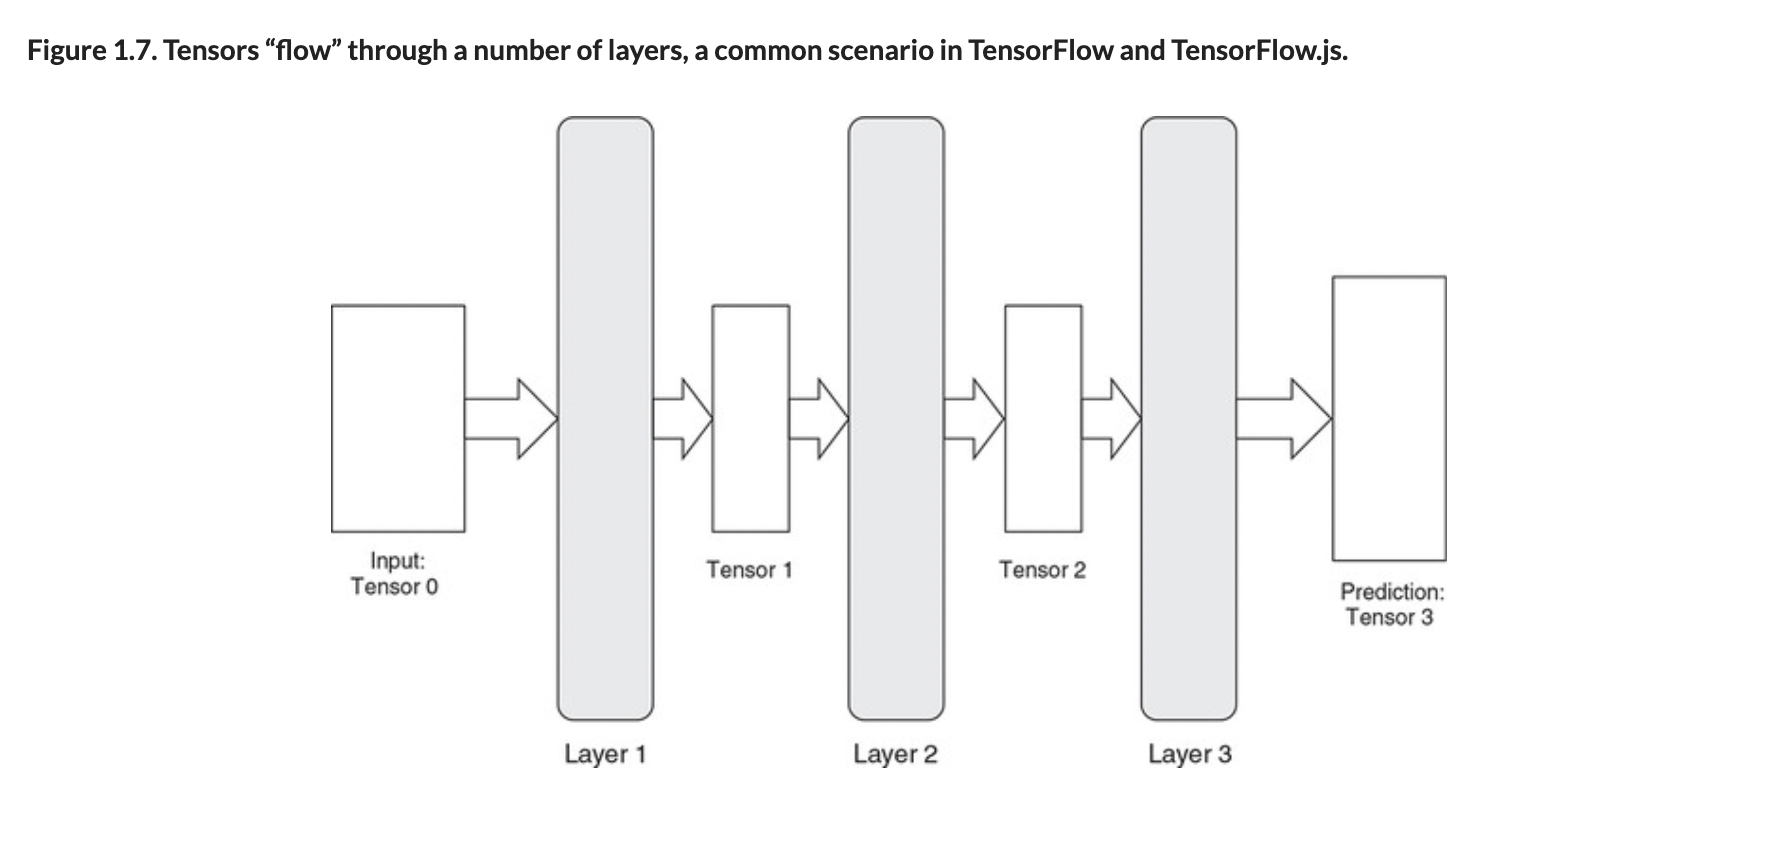 Figure 1.7. Tensors “flow” through a number of layers, a common scenario in TensorFlow and TensorFlow.js.
Input:
Tensor 0
Tensor 1
Tensor 2
Prediction:
Tensor 3
Layer 1
Layer 2
Layer 3